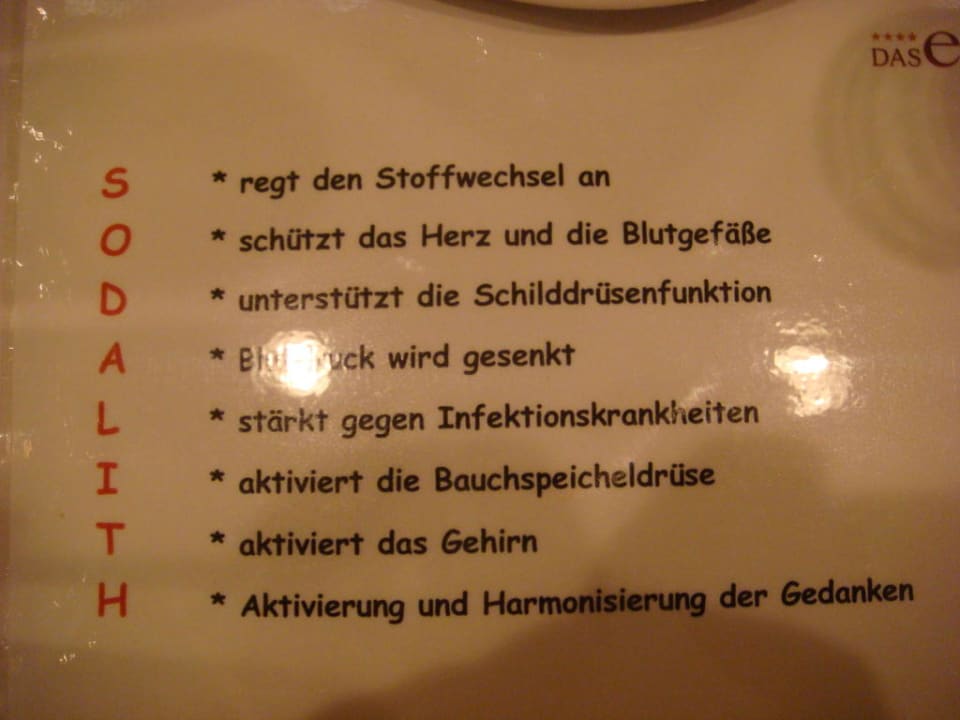 **** 
DAS e
S * regt den Stoffwechsel an
O * schützt das Herz und die Blutgefäße
D * unterstützt die Schilddrüsenfunktion
A * Blutdruck wird gesenkt
L * stärkt gegen Infektionskrankheiten
I * aktiviert die Bauchspeicheldrüse
T * aktiviert das Gehirn
H * Aktivierung und Harmonisierung der Gedanken